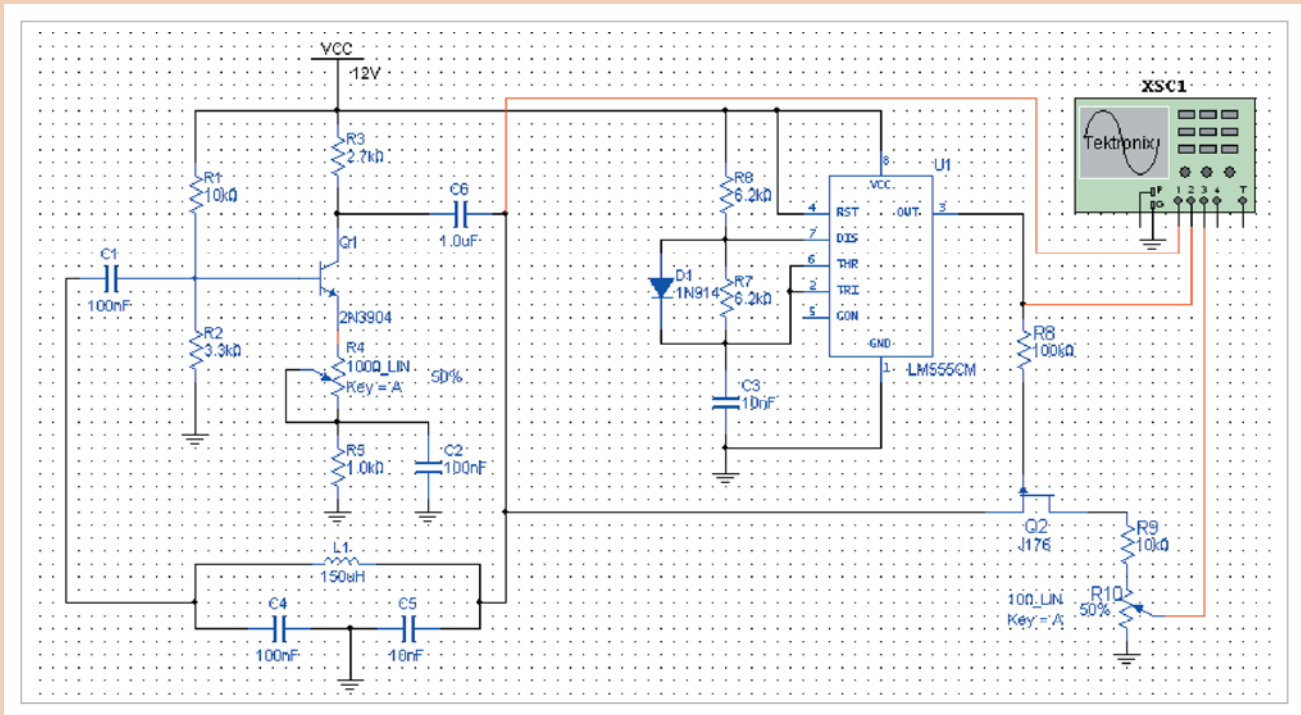 VCC
12V
XSC1
Tektronix
P
G
1 2 3 4 T
R3
2.7kΩ
R1
10kΩ
C6
1.0uF
Q1
2N3904
C1
100nF
R2
3.3kΩ
R4
100Ω_LIN
Key = A
50%
R5
1.0kΩ
C2
100nF
L1
150uH
C4
100nF
C5
10nF
R6
6.2kΩ
D1
1N914
R7
6.2kΩ
C3
10nF
U1
8
VCC
4
RST
OUT
3
7
DIS
6
THR
2
TRI
5
CON
GND
1
LM555CM
R8
100kΩ
Q2
J176
R9
10kΩ
R10
10Ω_LIN
50%
Key = A